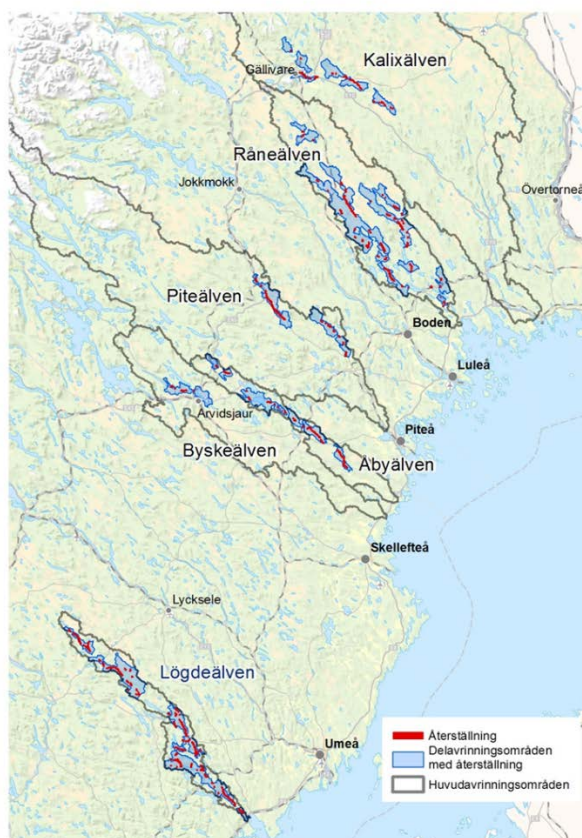 Kalixälven
Gällivare
Råneälven
Jokkmokk
Övertorneå
Piteälven
Boden
Luleå
Arvidsjaur
Piteå
Byskeälven
Åbyälven
Skellefteå
Lycksele
Lögdeälven
Umeå
Återställning
Delavrinningsområden
med återställning
Huvudavrinningsområden